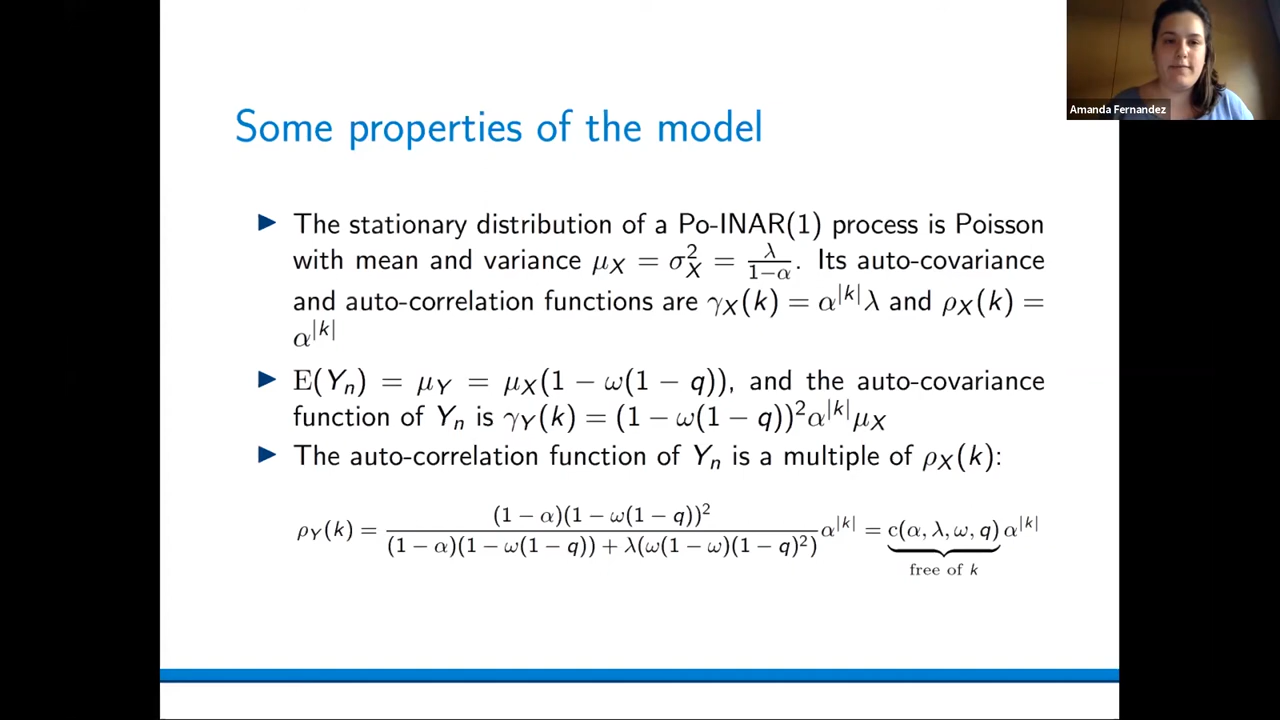 Some properties of the model
Amanda Fernandez
▶ The stationary distribution of a Po-INAR(1) process is Poisson
with mean and variance μ_X = σ²_X = λ/(1−α). Its auto-covariance
and auto-correlation functions are γ_X(k) = α^|k| λ and ρ_X(k) =
α^|k|
▶ E(Y_n) = μ_Y = μ_X(1 − ω(1 − q)), and the auto-covariance
function of Y_n is γ_Y(k) = (1 − ω(1 − q))² α^|k| μ_X
▶ The auto-correlation function of Y_n is a multiple of ρ_X(k):
ρ_Y(k) = (1 − α)(1 − ω(1 − q))² / ((1 − α)(1 − ω(1 − q)) + λ(ω(1 − ω)(1 − q)²)) α^|k| = c(α, λ, ω, q) α^|k|
free of k